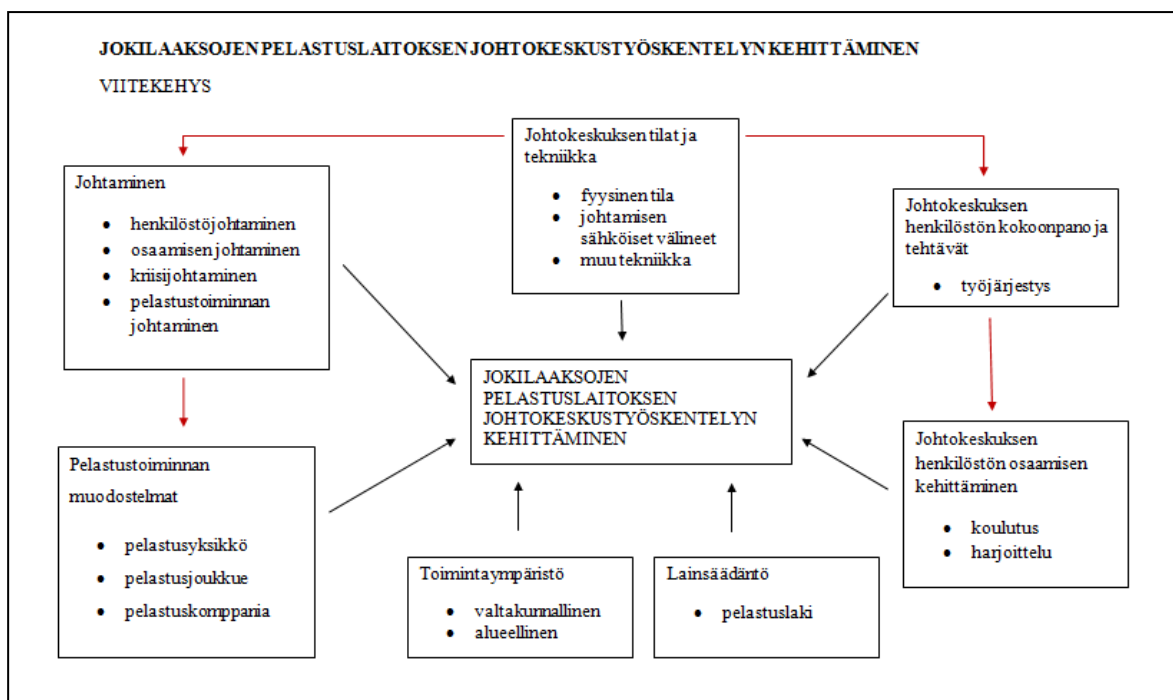 JOKILAAKSOJEN PELASTUSLAITOKSEN JOHTOKESKUSTYÖSKENTELYN KEHITTÄMINEN
VIITEKEHYS
Johtokeskuksen tilat ja
tekniikka
• fyysinen tila
• johtamisen
sähköiset välineet
• muu tekniikka
Johtaminen
• henkilöstöjohtaminen
• osaamisen johtaminen
• kriisijohtaminen
• pelastustoiminnan
johtaminen
Johtokeskuksen
henkilöstön kokoonpano ja
tehtävät
• työjärjestys
JOKILAAKSOJEN
PELASTUSLAITOKSEN
JOHTOKESKUSTYÖSKENTELYN
KEHITTÄMINEN
Pelastustoiminnan
muodostelmat
• pelastusyksikkö
• pelastusjoukkue
• pelastuskomppania
Johtokeskuksen
henkilöstön osaamisen
kehittäminen
• koulutus
• harjoittelu
Toimintaympäristö
• valtakunnallinen
• alueellinen
Lainsäädäntö
• pelastuslaki